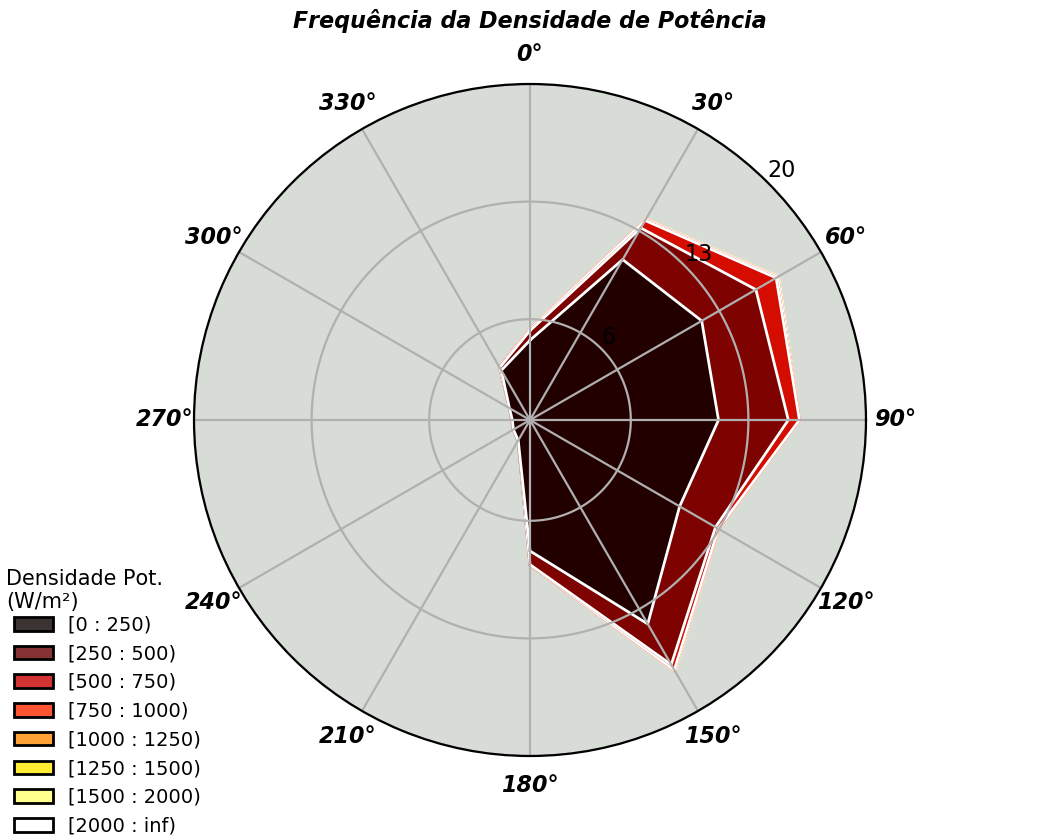 Frequência da Densidade de Potência
0°
330°
30°
20
300°
60°
13
6
270°
90°
240°
120°
210°
150°
180°
Densidade Pot.
(W/m²)
[0 : 250)
[250 : 500)
[500 : 750)
[750 : 1000)
[1000 : 1250)
[1250 : 1500)
[1500 : 2000)
[2000 : inf)